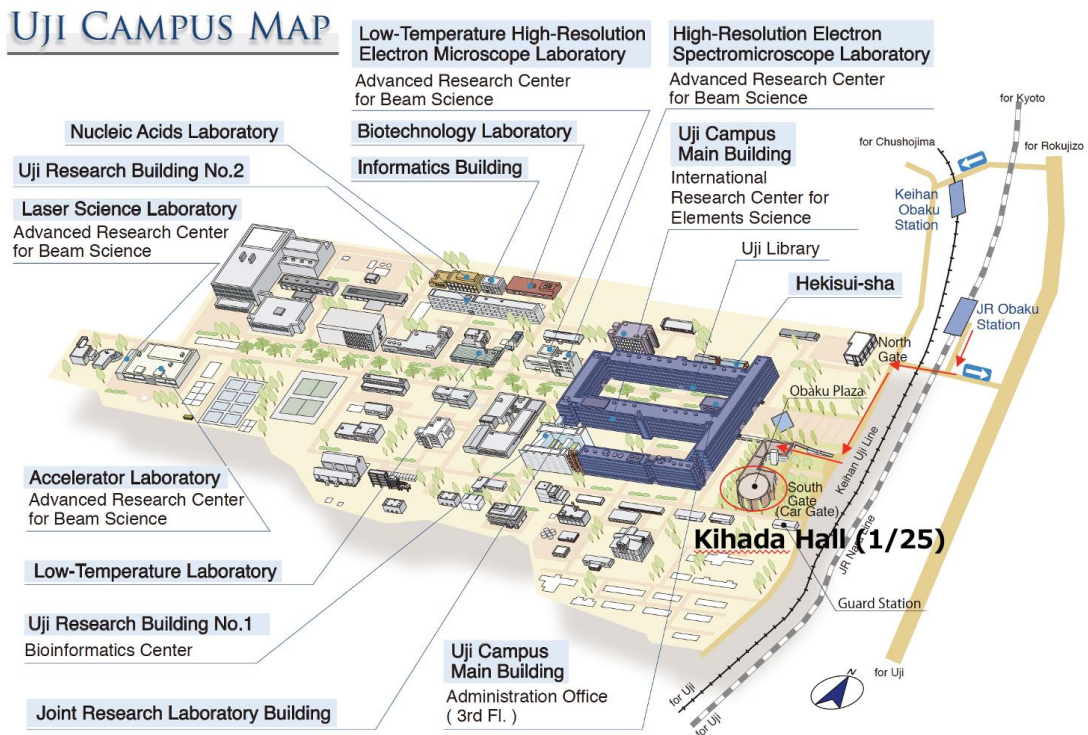 UJI CAMPUS MAP
Low-Temperature High-Resolution
Electron Microscope Laboratory
Advanced Research Center
for Beam Science
High-Resolution Electron
Spectromicroscope Laboratory
Advanced Research Center
for Beam Science
Nucleic Acids Laboratory
Biotechnology Laboratory
Uji Research Building No.2
Informatics Building
Laser Science Laboratory
Advanced Research Center
for Beam Science
Uji Campus
Main Building
International
Research Center for
Elements Science
Uji Library
Hekisui-sha
for Kyoto
for Chushojima
for Rokujizo
Keihan
Obaku
Station
JR Obaku
Station
North
Gate
Obaku Plaza
Keihan Uji Line
South
Gate
(Car Gate)
Kihada Hall (1/25)
JR Nara Line
Guard Station
Accelerator Laboratory
Advanced Research Center
for Beam Science
Low-Temperature Laboratory
Uji Research Building No.1
Bioinformatics Center
Joint Research Laboratory Building
Uji Campus
Main Building
Administration Office
( 3rd Fl. )
N
for Uji
for Uji
for Uji